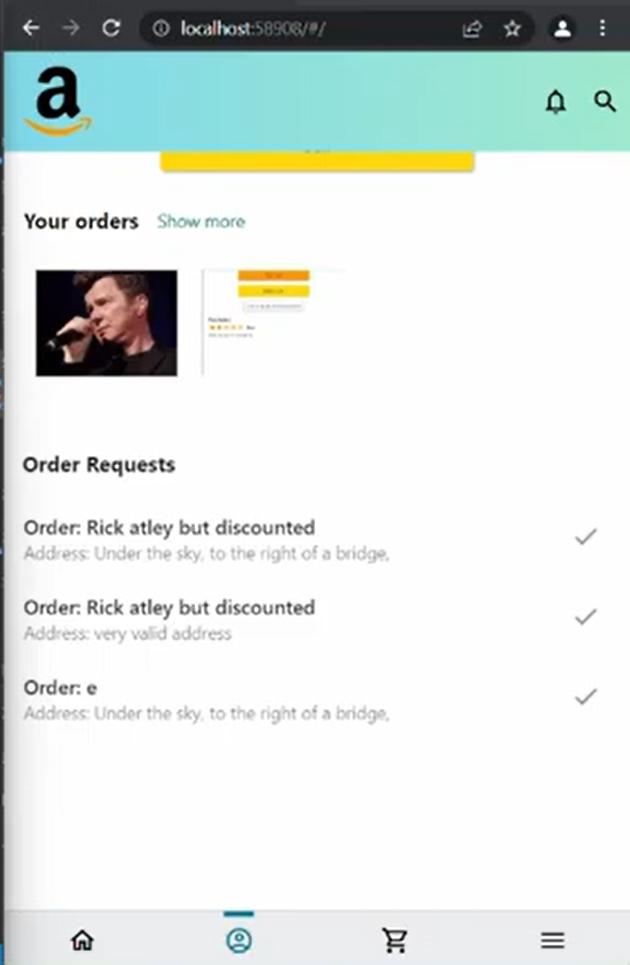 localhost:58908/#/
a
Your orders Show more
Order Requests
Order: Rick atley but discounted
Address: Under the sky, to the right of a bridge,
Order: Rick atley but discounted
Address: very valid address
Order: e
Address: Under the sky, to the right of a bridge,